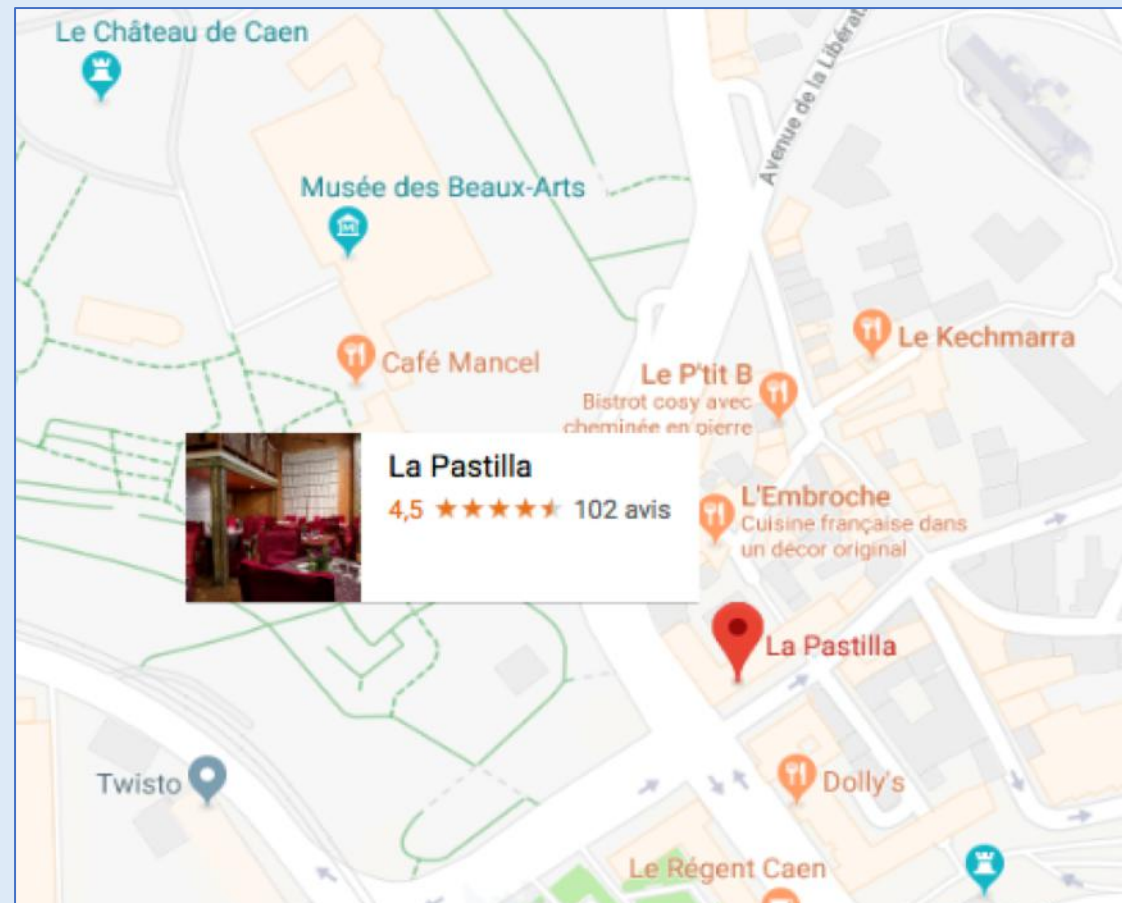 Le Château de Caen
Avenue de la Libérat
Musée des Beaux-Arts
Le Kechmarra
Café Mancel
Le P'tit B
Bistrot cosy avec
cheminée en pierre
La Pastilla
4,5 102 avis
L'Embroche
Cuisine française dans
un décor original
La Pastilla
Twisto
Dolly's
Le Régent Caen